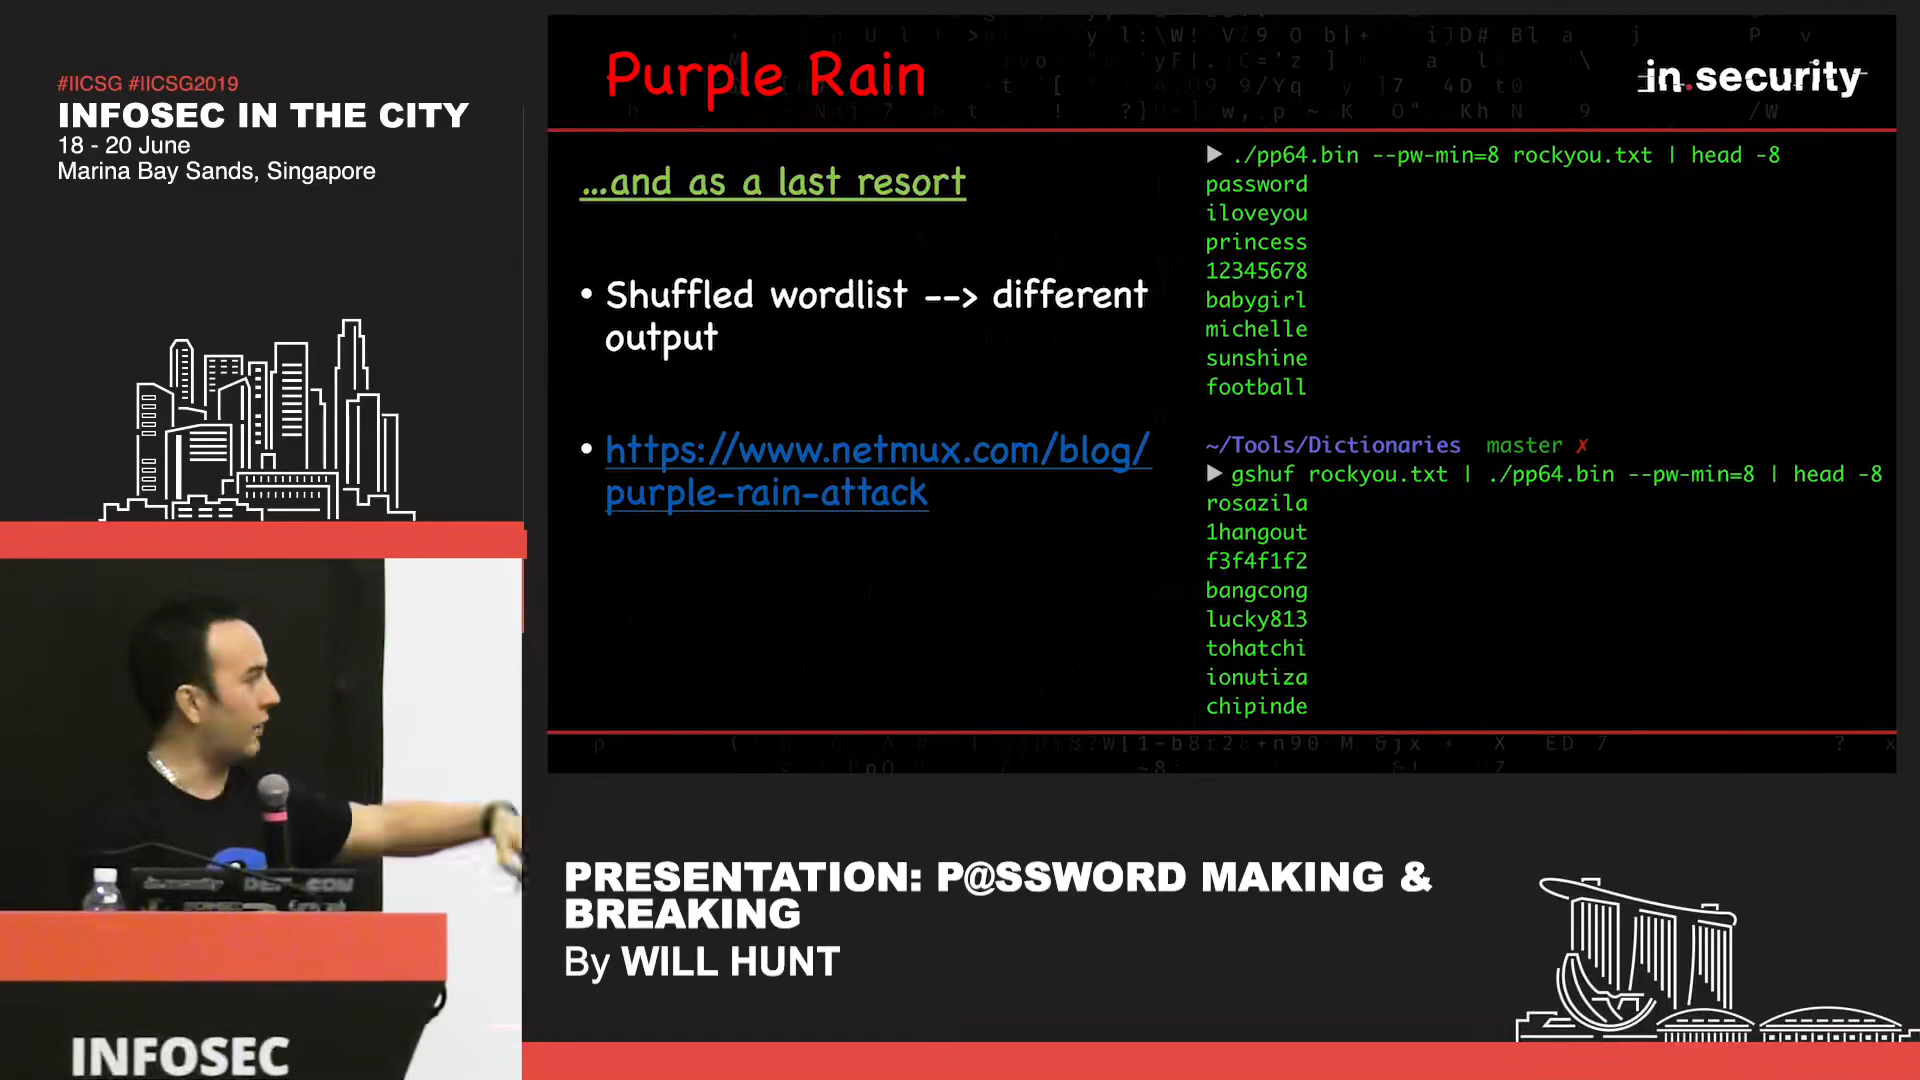 #IICSG #IICSG2019
INFOSEC IN THE CITY
18 - 20 June
Marina Bay Sands, Singapore
Purple Rain
in.security
...and as a last resort
• Shuffled wordlist --> different
output
• https://www.netmux.com/blog/
purple-rain-attack
▶ ./pp64.bin --pw-min=8 rockyou.txt | head -8
password
iloveyou
princess
12345678
babygirl
michelle
sunshine
football
~/Tools/Dictionaries master ✗
▶ gshuf rockyou.txt | ./pp64.bin --pw-min=8 | head -8
rosazila
1hangout
f3f4f1f2
bangcong
lucky813
tohatchi
ionutiza
chipinde
DEF CON
INFOSEC
PRESENTATION: P@SSWORD MAKING &
BREAKING
By WILL HUNT